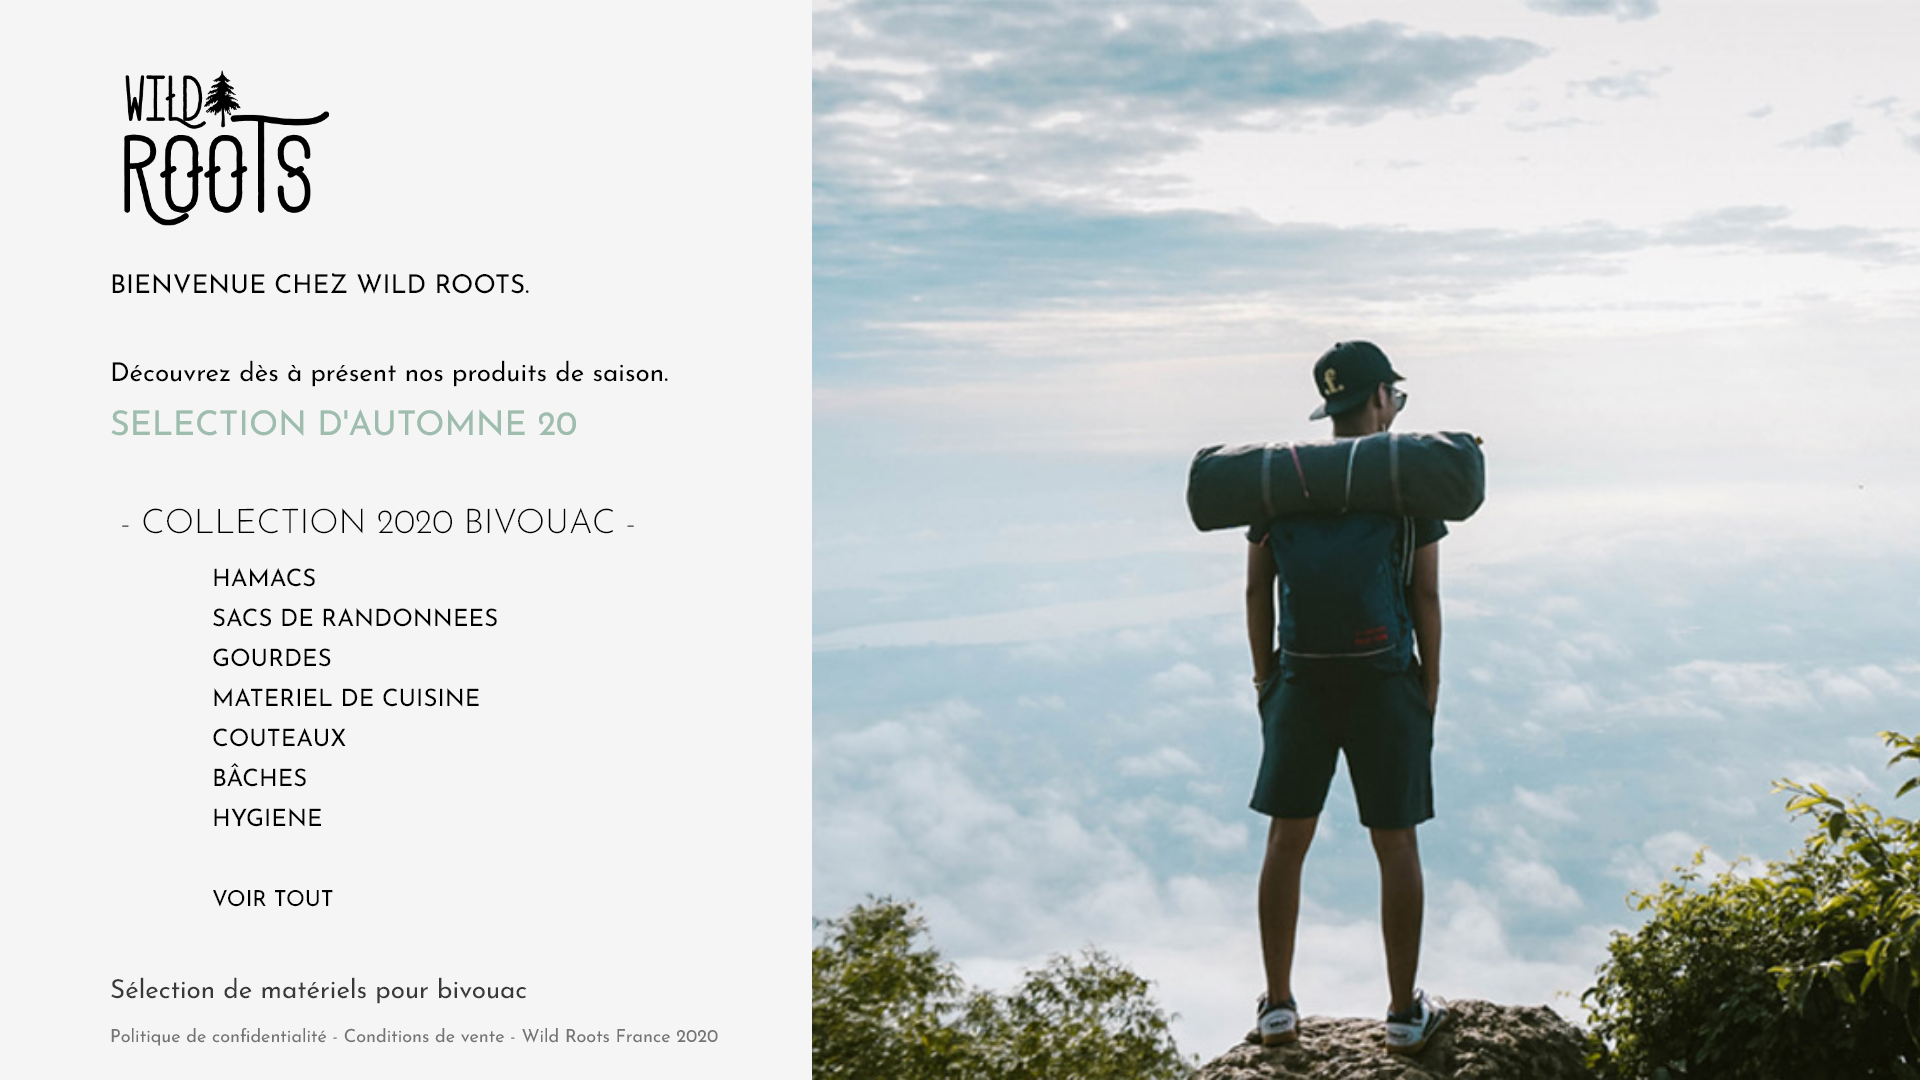 WILD
ROOTS
BIENVENUE CHEZ WILD ROOTS.
Découvrez dès à présent nos produits de saison.
SELECTION D'AUTOMNE 20
- COLLECTION 2020 BIVOUAC -
HAMACS
SACS DE RANDONNEES
GOURDES
MATERIEL DE CUISINE
COUTEAUX
BÂCHES
HYGIENE
VOIR TOUT
Sélection de matériels pour bivouac
Politique de confidentialité - Conditions de vente - Wild Roots France 2020